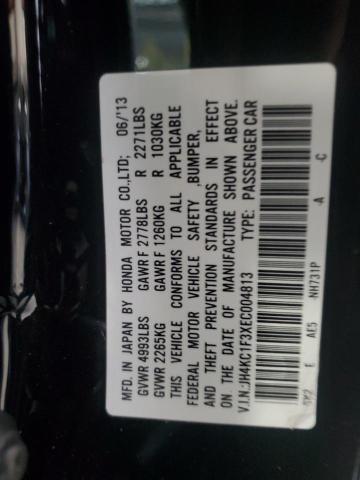 MFD. IN JAPAN BY HONDA MOTOR CO.,LTD; 06/'13
GVWR 4993LBS GAWR F 2778LBS R 2271LBS
GVWR 2265KG GAWR F 1260KG R 1030KG
THIS VEHICLE CONFORMS TO ALL APPLICABLE
FEDERAL MOTOR VEHICLE SAFETY ,BUMPER,
AND THEFT PREVENTION STANDARDS IN EFFECT
ON THE DATE OF MANUFACTURE SHOWN ABOVE.
V.I.N:JH4KC1F3XEC004813 TYPE: PASSENGER CAR
E AE5 NH731P -A -C